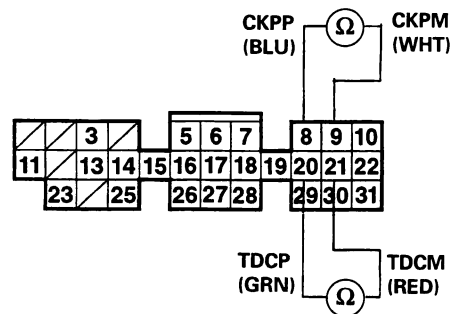 CKPP
(BLU)
Ω
CKPM
(WHT)
3 5 6 7 8 9 10
11 13 14 15 16 17 18 19 20 21 22
23 25 26 27 28 29 30 31
TDCP
(GRN)
Ω
TDCM
(RED)